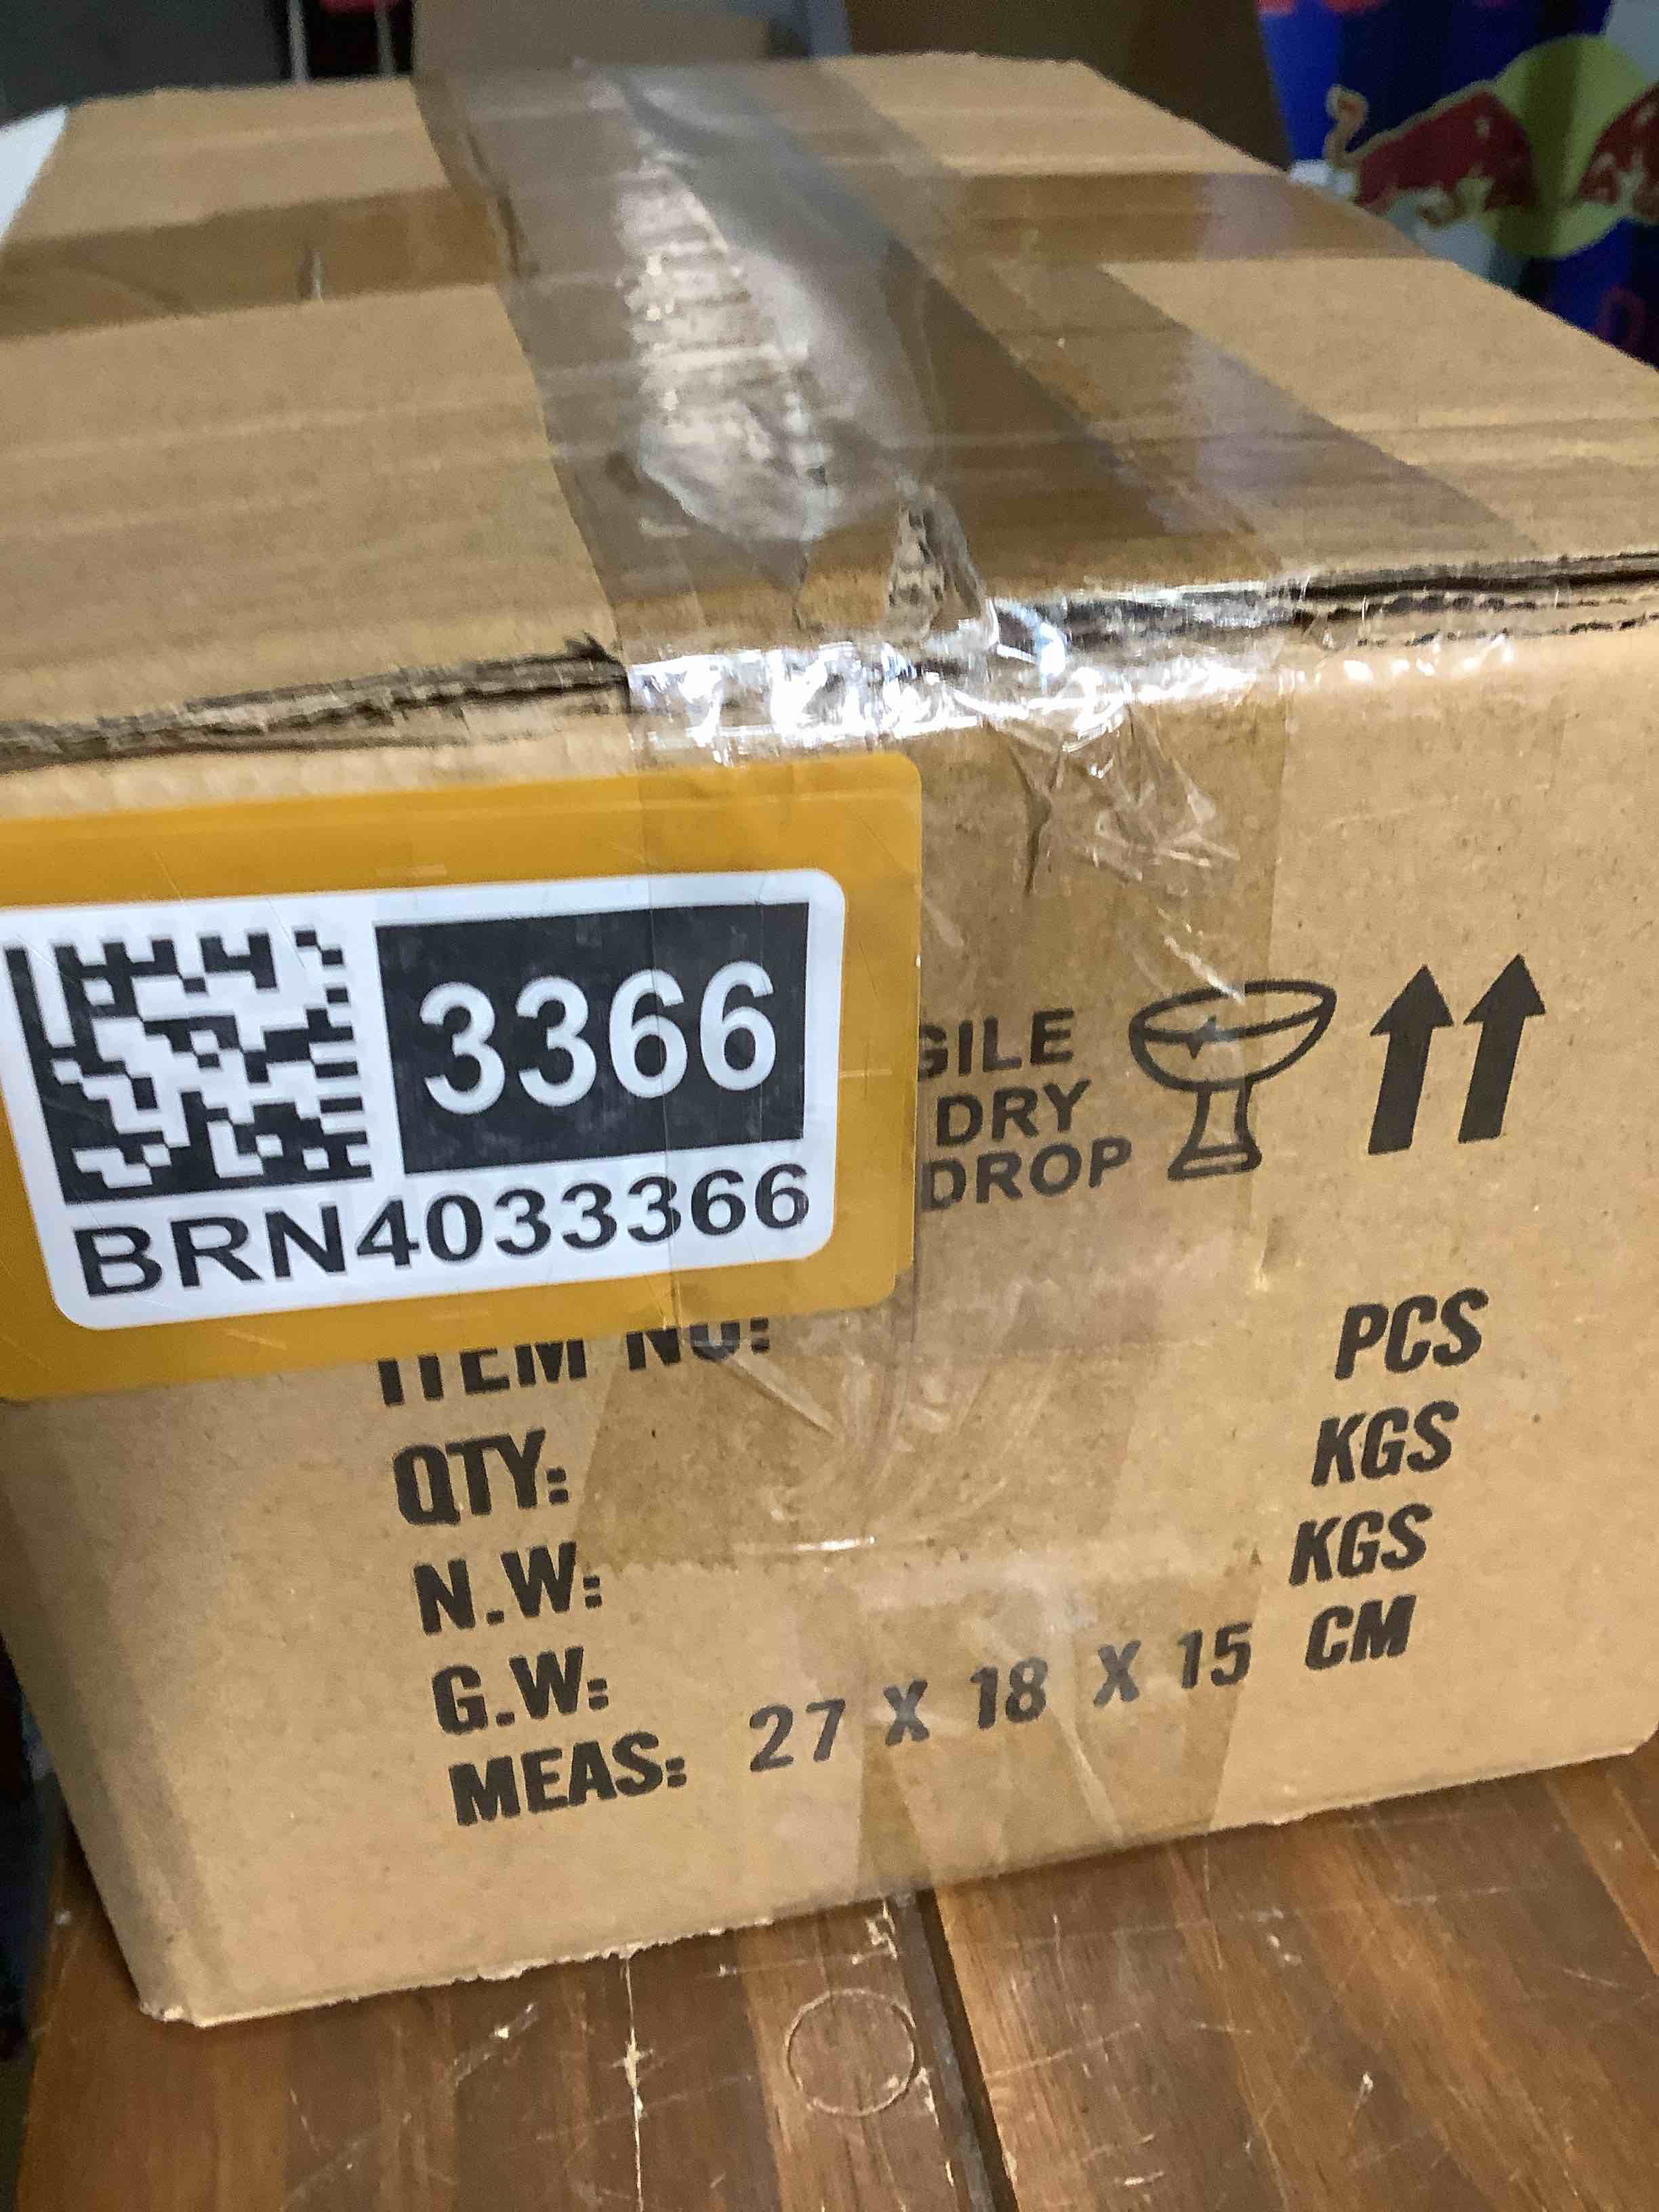 3366
BRN4033366
GILE
DRY
DROP
ITEM NO:
PCS
QTY:
KGS
N.W:
KGS
G.W:
MEAS: 27 X 18 X 15 CM